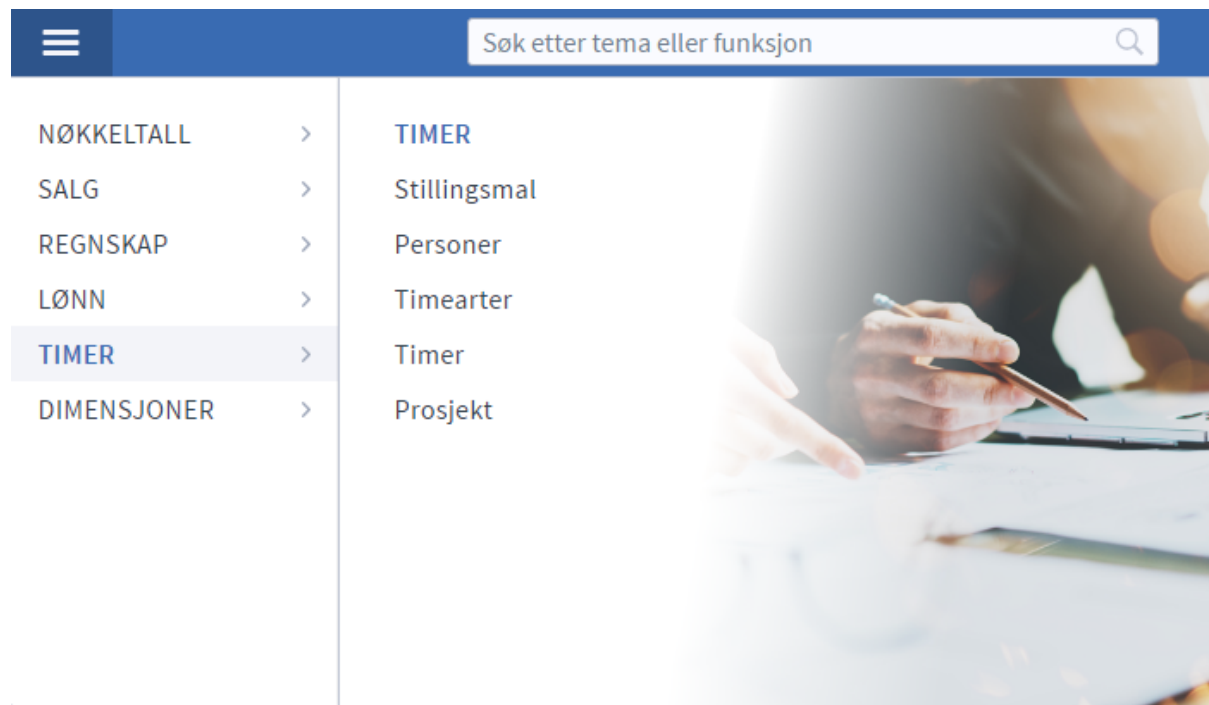 Søk etter tema eller funksjon
NØKKELTALL
SALG
REGNSKAP
LØNN
TIMER
DIMENSJONER
TIMER
Stillingsmal
Personer
Timearter
Timer
Prosjekt